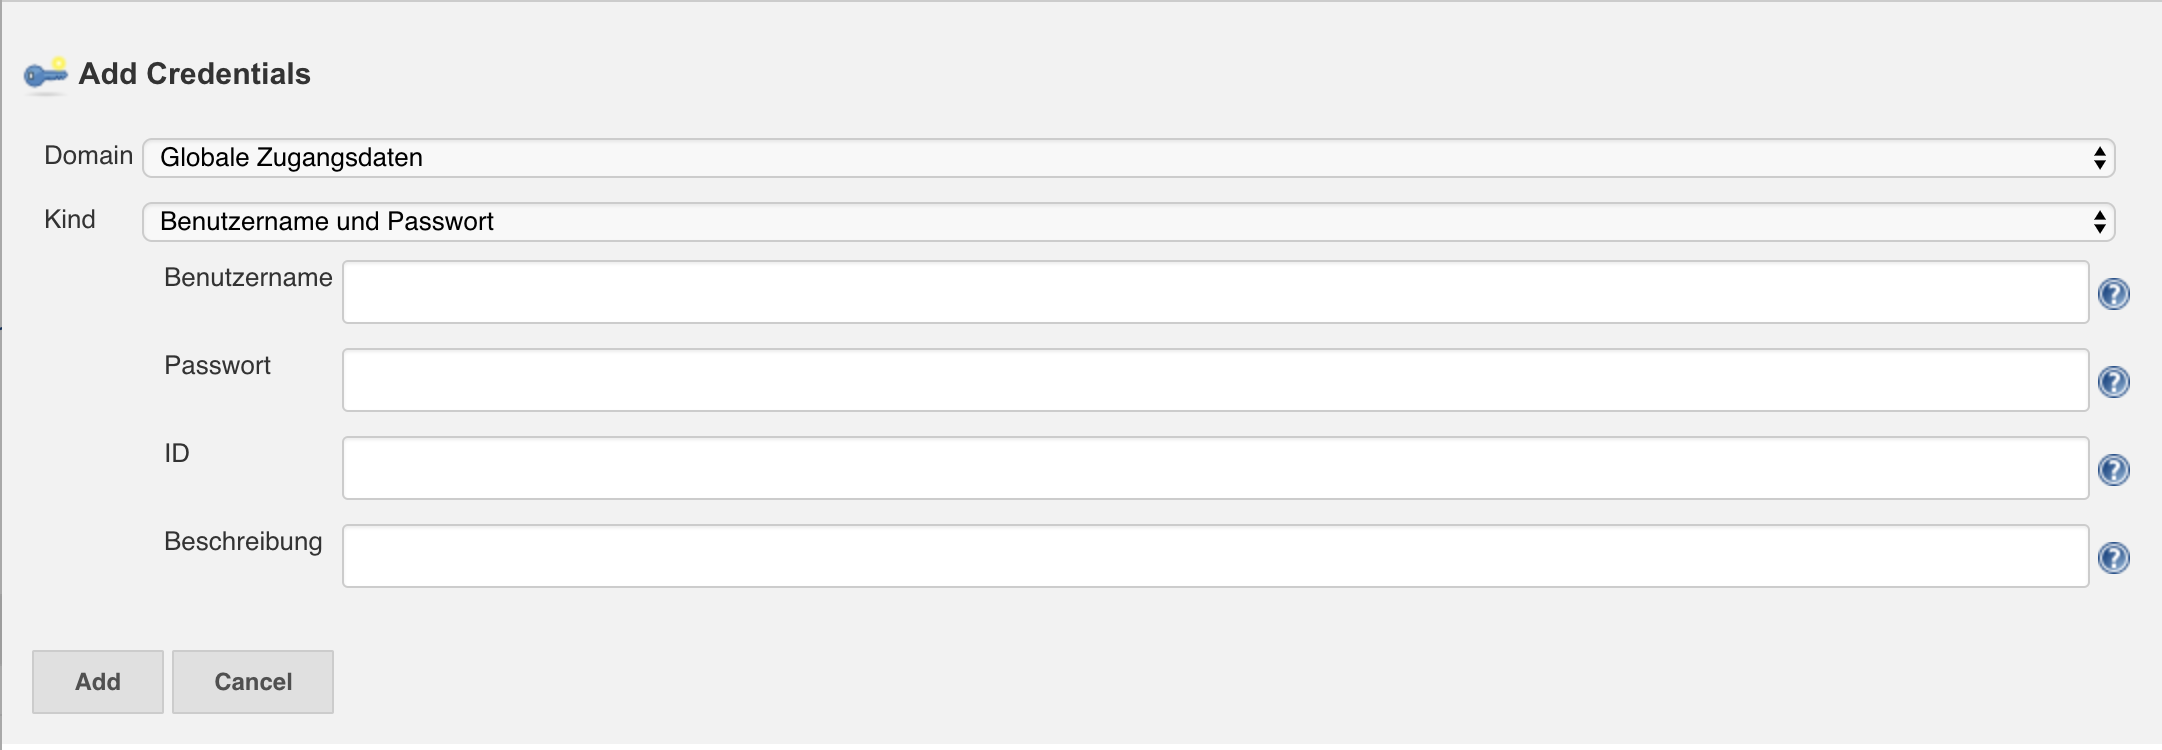 Add Credentials
Domain Globale Zugangsdaten
Kind Benutzername und Passwort
Benutzername
Passwort
ID
Beschreibung
Add Cancel